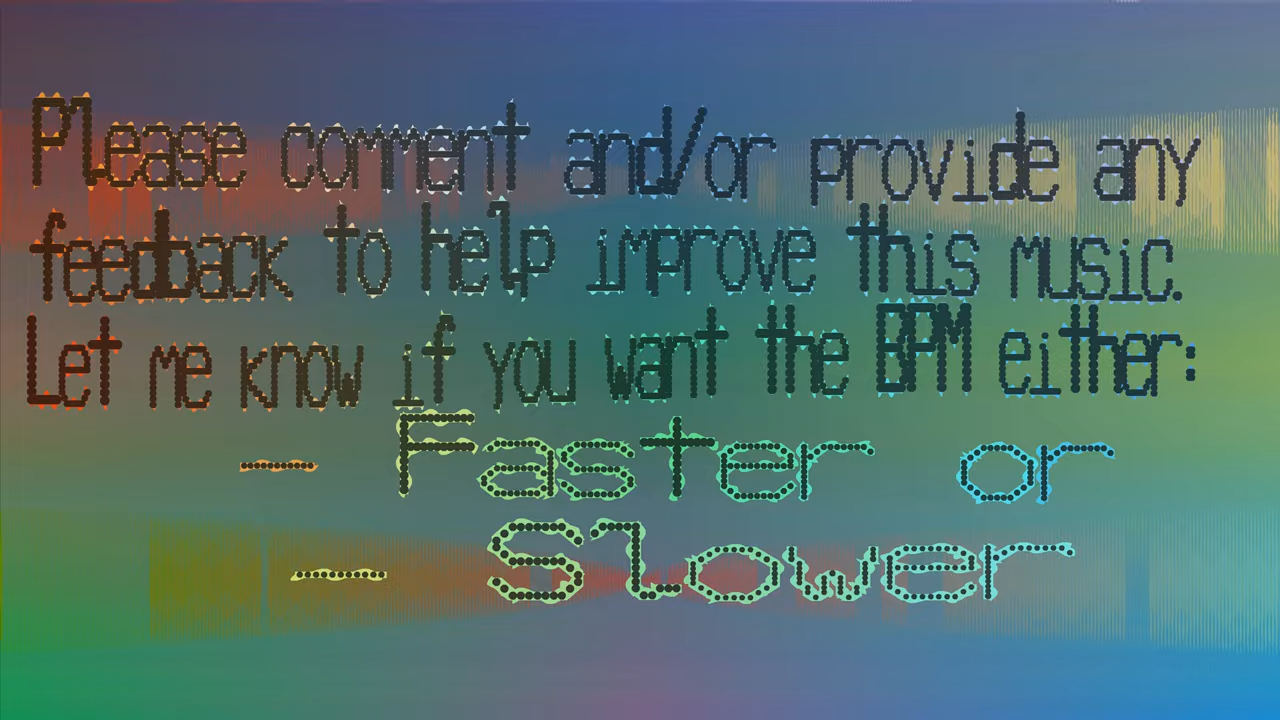 Please comment and/or provide any
feedback to help improve this music.
Let me know if you want the BPM either:
- Faster or
- Slower